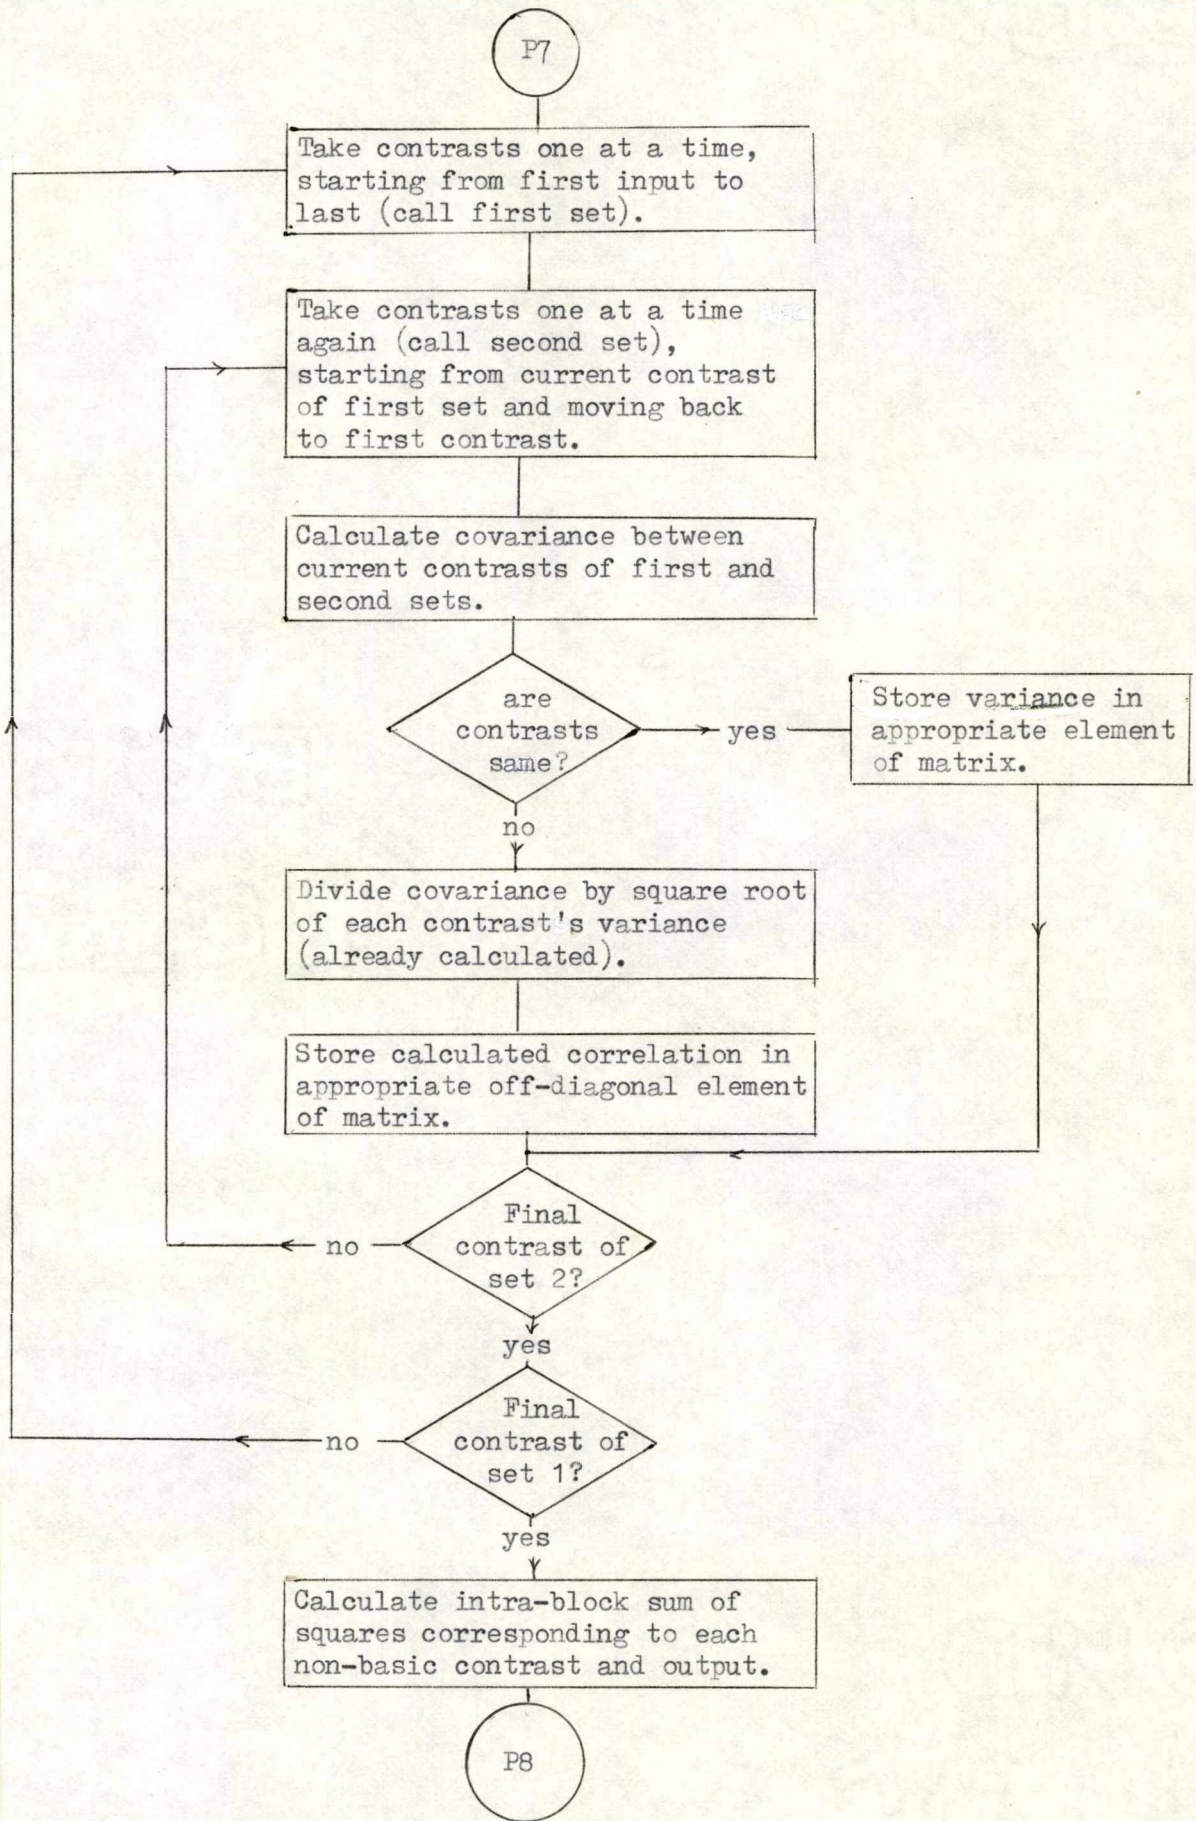 P7
Take contrasts one at a time,
starting from first input to
last (call first set).
Take contrasts one at a time
again (call second set),
starting from current contrast
of first set and moving back
to first contrast.
Calculate covariance between
current contrasts of first and
second sets.
are
contrasts
same?
yes
Store variance in
appropriate element
of matrix.
no
Divide covariance by square root
of each contrast's variance
(already calculated).
Store calculated correlation in
appropriate off-diagonal element
of matrix.
Final
contrast of
set 2?
no
yes
Final
contrast of
set 1?
no
yes
Calculate intra-block sum of
squares corresponding to each
non-basic contrast and output.
P8